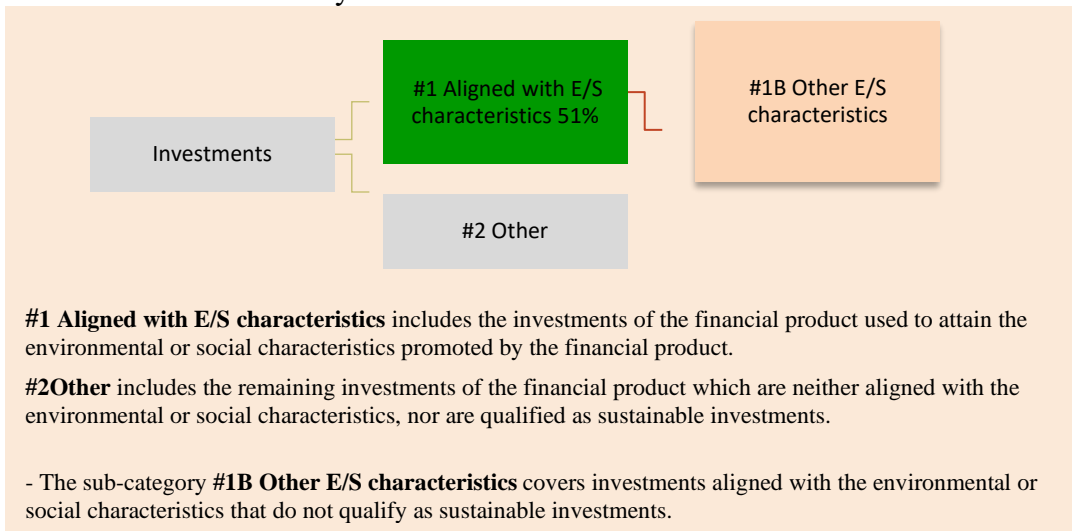 #1 Aligned with E/S
characteristics 51%
#1B Other E/S
characteristics
Investments
#2 Other
#1 Aligned with E/S characteristics includes the investments of the financial product used to attain the
environmental or social characteristics promoted by the financial product.
#2Other includes the remaining investments of the financial product which are neither aligned with the
environmental or social characteristics, nor are qualified as sustainable investments.
- The sub-category #1B Other E/S characteristics covers investments aligned with the environmental or
social characteristics that do not qualify as sustainable investments.